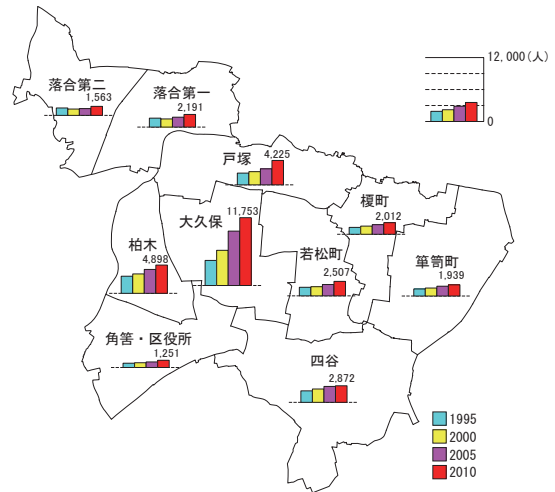 12,000(人)
0
落合第二
1,563
落合第一
2,191
戸塚
4,225
榎町
2,012
大久保
11,753
柏木
4,898
若松町
2,507
箪笥町
1,939
角筈・区役所
1,251
四谷
2,872
1995
2000
2005
2010